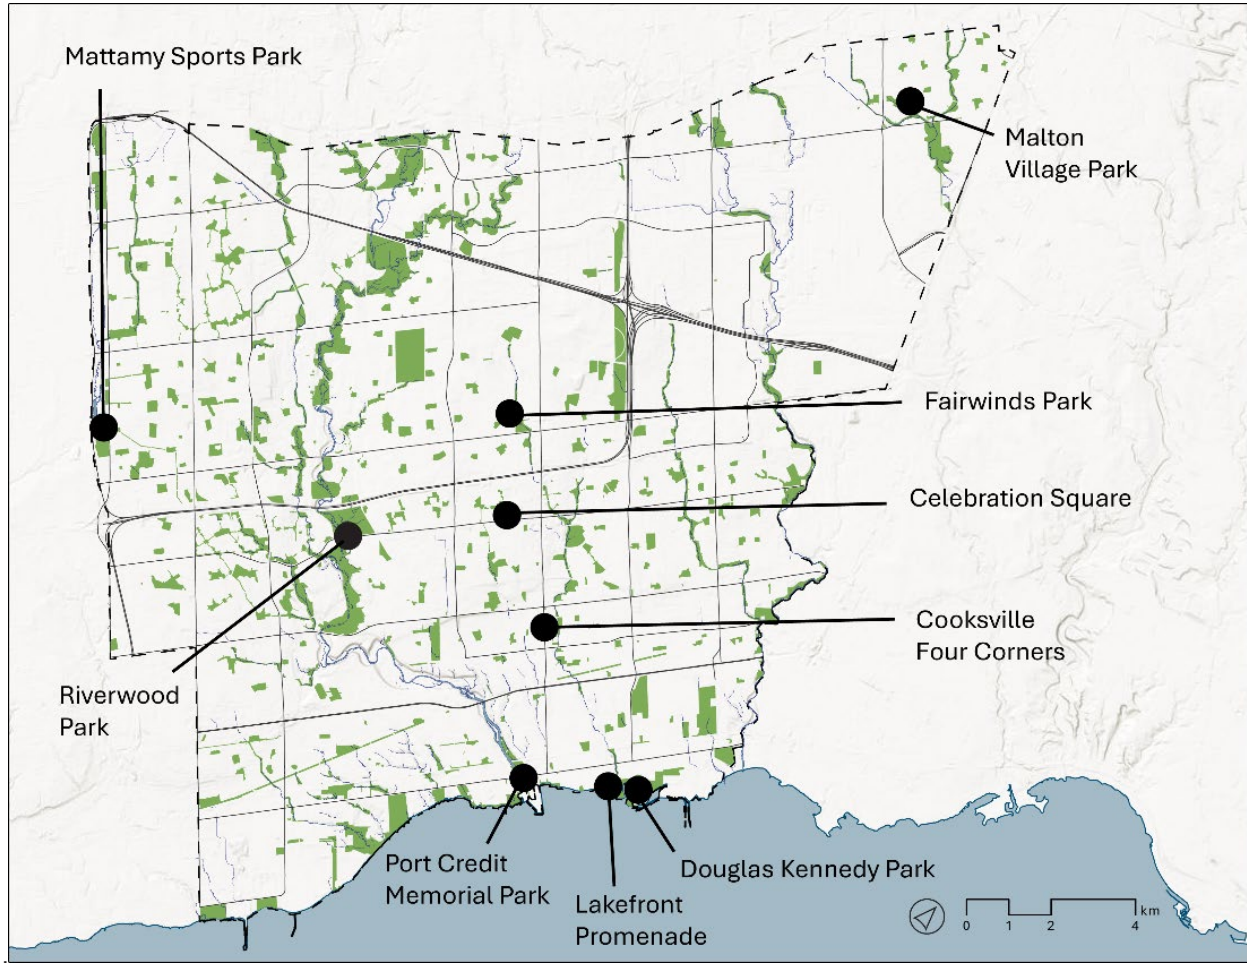 Mattamy Sports Park
Malton
Village Park
Fairwinds Park
Celebration Square
Cooksville
Four Corners
Riverwood
Park
Port Credit
Memorial Park
Douglas Kennedy Park
Lakefront
Promenade
km
0 1 2 4